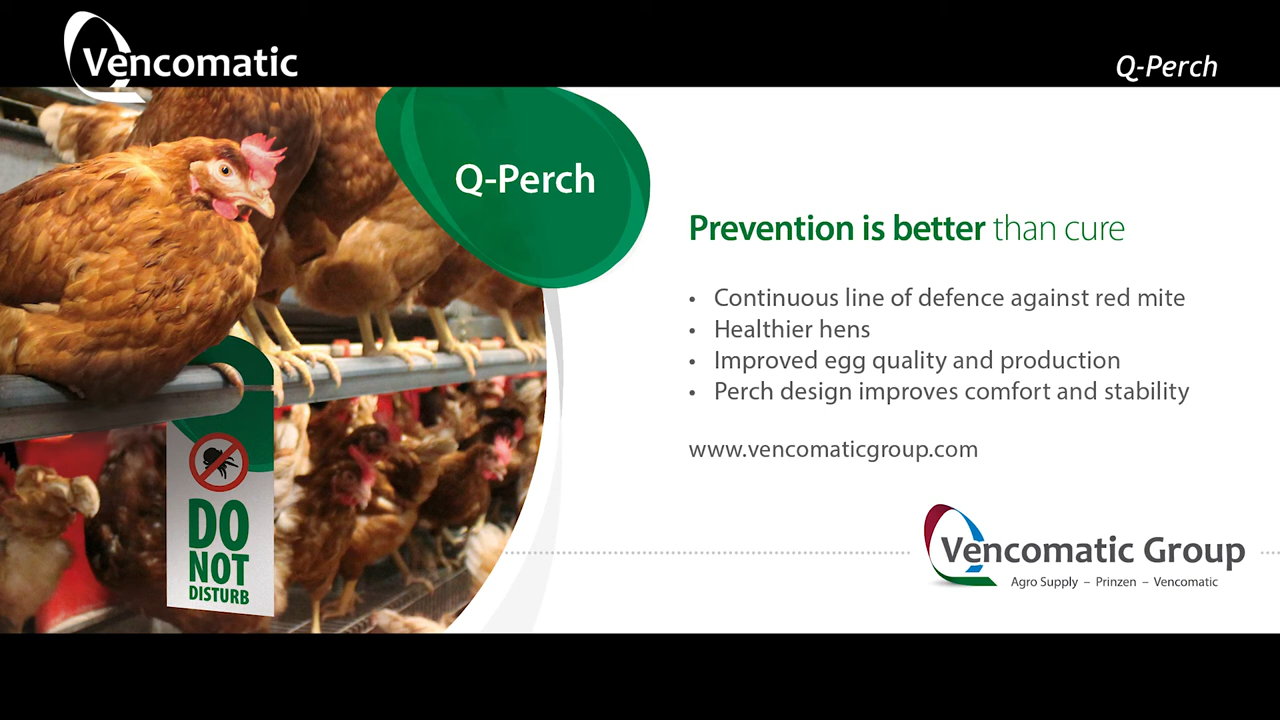 Vencomatic
Q-Perch
Q-Perch
Prevention is better than cure
• Continuous line of defence against red mite
• Healthier hens
• Improved egg quality and production
• Perch design improves comfort and stability
www.vencomaticgroup.com
DO
NOT
DISTURB
Vencomatic Group
Agro Supply – Prinzen – Vencomatic